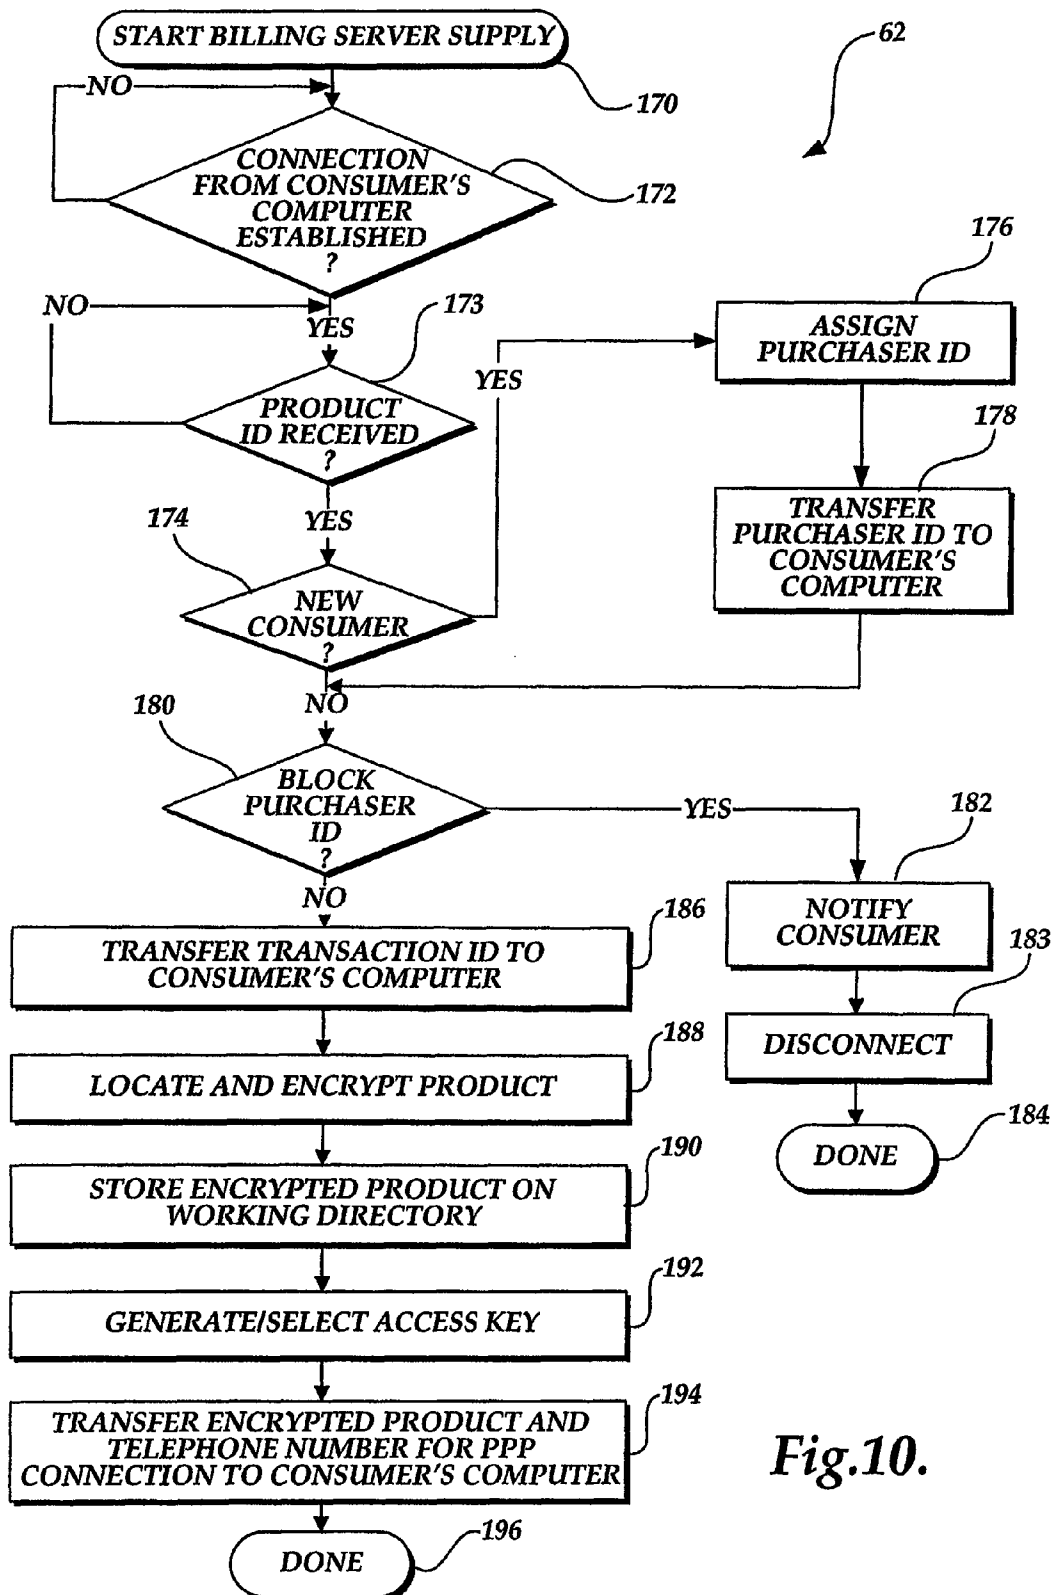 START BILLING SERVER SUPPLY
62
NO
170
CONNECTION
FROM CONSUMER'S
COMPUTER
ESTABLISHED
?
172
176
NO
173
YES
ASSIGN
PURCHASER ID
YES
PRODUCT
ID RECEIVED
?
178
174
YES
TRANSFER
PURCHASER ID TO
CONSUMER'S
COMPUTER
NEW
CONSUMER
?
NO
180
BLOCK
PURCHASER
ID
?
YES
182
NO
NOTIFY
CONSUMER
186
TRANSFER TRANSACTION ID TO
CONSUMER'S COMPUTER
183
DISCONNECT
188
LOCATE AND ENCRYPT PRODUCT
184
DONE
190
STORE ENCRYPTED PRODUCT ON
WORKING DIRECTORY
192
GENERATE/SELECT ACCESS KEY
194
TRANSFER ENCRYPTED PRODUCT AND
TELEPHONE NUMBER FOR PPP
CONNECTION TO CONSUMER'S COMPUTER
Fig.10.
196
DONE